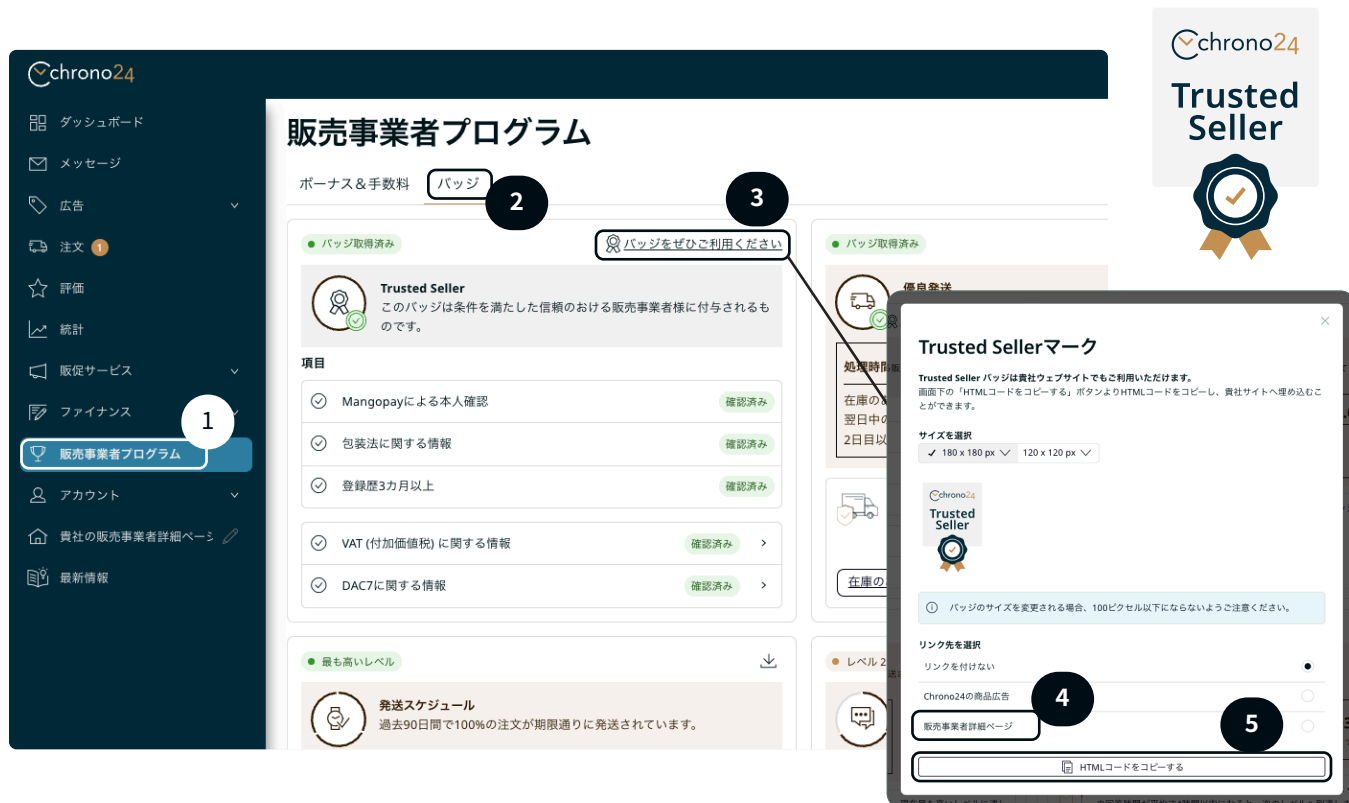 chrono24
Trusted
Seller
chrono24
ダッシュボード
メッセージ
広告
注文 1
評価
統計
販促サービス
ファイナンス
1
販売事業者プログラム
アカウント
貴社の販売事業者詳細ページ
最新情報
販売事業者プログラム
ボーナス＆手数料
バッジ
2
3
バッジ取得済み
バッジをぜひご利用ください
Trusted Seller
このバッジは条件を満たした信頼のおける販売事業者様に付与されるも
のです。
項目
Mangopayによる本人確認 確認済み
包装法に関する情報 確認済み
登録歴3カ月以上 確認済み
VAT (付加価値税) に関する情報 確認済み
DAC7に関する情報 確認済み
最も高いレベル
発送スケジュール
過去90日間で100%の注文が期限通りに発送されています。
バッジ取得済み
優良発送
処理時間
在庫の
翌日中の
2日目以
在庫の
レベル 2
Trusted Sellerマーク
Trusted Seller バッジは貴社ウェブサイトでもご利用いただけます。
画面下の「HTMLコードをコピーする」ボタンよりHTMLコードをコピーし、貴社サイトへ埋め込むこ
とができます。
サイズを選択
180 x 180 px 120 x 120 px
chrono24
Trusted
Seller
バッジのサイズを変更される場合、100ピクセル以下にならないようご注意ください。
リンク先を選択
リンクを付けない
Chrono24の商品広告
4
販売事業者詳細ページ
5
HTMLコードをコピーする